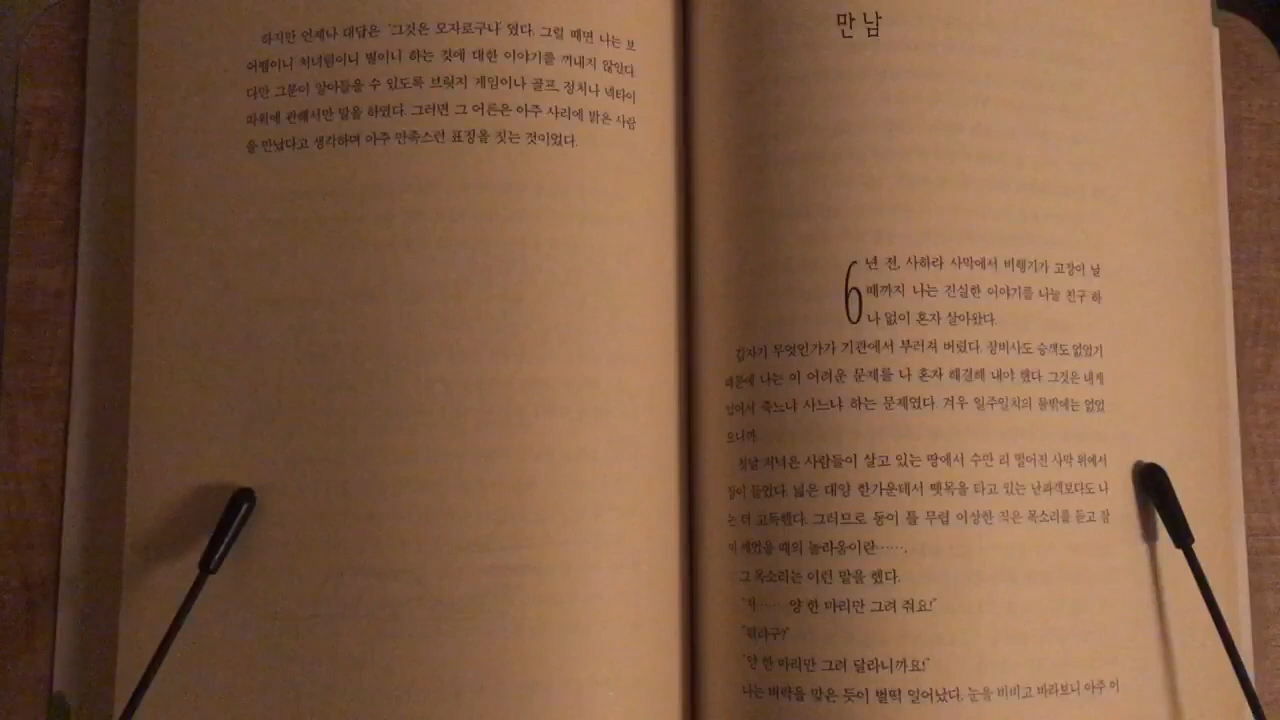 하지만 언제나 대답은 '그것은 모자로구나' 였다. 그럴 때면 나는 보
아뱀이니 처녀림이니 별이니 하는 것에 대한 이야기를 꺼내지 않았다.
다만 그분이 알아들을 수 있도록 브릿지 게임이나 골프, 정치나 넥타이
따위에 관해서만 말을 하였다. 그러면 그 어른은 아주 사리에 밝은 사람
을 만났다고 생각하며 아주 만족스런 표정을 짓는 것이었다.
만남
6년 전, 사하라 사막에서 비행기가 고장이 날
때까지 나는 진실한 이야기를 나눌 친구 하
나 없이 혼자 살아왔다.
갑자기 무엇인가가 기관에서 부러져 버렸다. 정비사도 승객도 없었기
때문에 나는 이 어려운 문제를 나 혼자 해결해 내야 했다. 그것은 내게
있어서 죽느냐 사느냐 하는 문제였다. 겨우 일주일치의 물밖에는 없었
으니까.
첫날 저녁은 사람들이 살고 있는 땅에서 수만 리 떨어진 사막 위에서
잠이 들었다. 넓은 대양 한가운데서 뗏목을 타고 있는 난파객보다도 나
는 더 고독했다. 그러므로 동이 틀 무렵 이상한 작은 목소리를 듣고 잠
이 깨었을 때의 놀라움이란…….
그 목소리는 이런 말을 했다.
양 한 마리만 그려 줘요!"
"뭐라구?"
"양 한 마리만 그려 달라니까요!"
나는 벼락을 맞은 듯이 벌떡 일어났다. 눈을 비비고 바라보니 아주 이